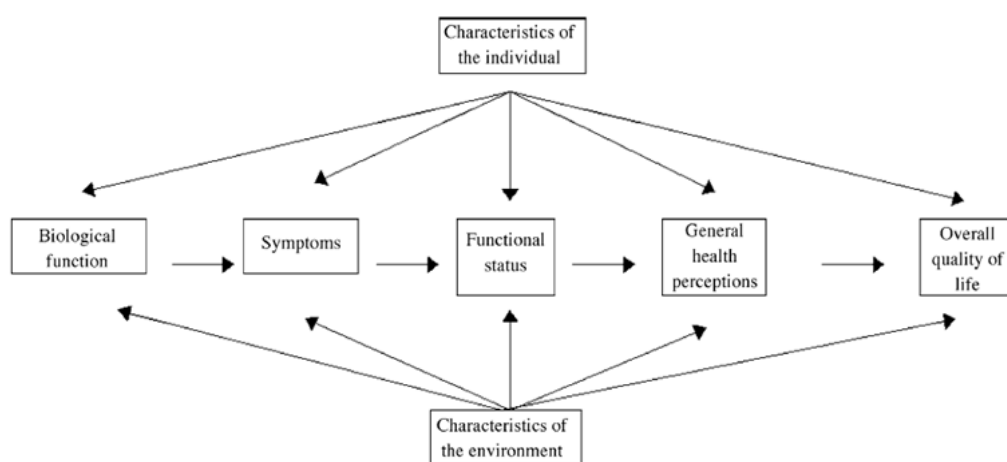 Characteristics of
the individual
Biological
function
Symptoms
Functional
status
General
health
perceptions
Overall
quality of
life
Characteristics of
the environment